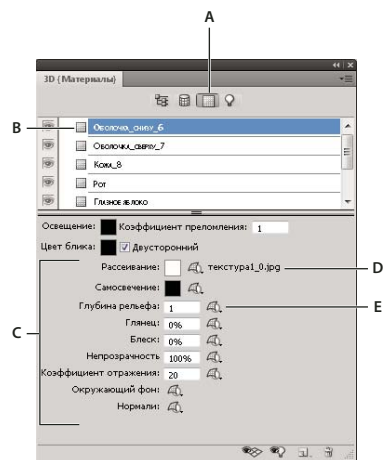 A
3D {Материалы}
B
Оболочка_снизу_6
Оболочка_сверху_7
Кожа_8
Рот
Глазное яблоко
Освещение: Коэффициент преломления: 1
Цвет блика: Двусторонний
Рассеивание: текстура1_0.jpg D
Самосвечение:
Глубина рельефа: 1 E
Глянец: 0%
C Блеск: 0%
Непрозрачность 100%
Коэффициент отражения: 20
Окружающий фон:
Нормали: